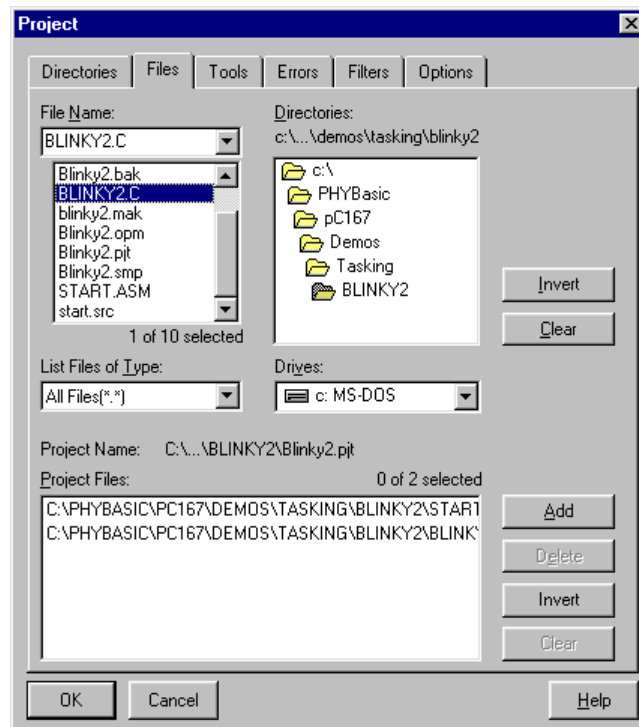 Project
Directories Files Tools Errors Filters Options
File Name:
BLINKY2.C
Blinky2.bak
BLINKY2.C
blinky2.mak
Blinky2.opm
Blinky2.pjt
Blinky2.smp
START.ASM
start.src
1 of 10 selected
Directories:
c:\...\demos\tasking\blinky2
c:\
PHYBasic
pC167
Demos
Tasking
BLINKY2
Invert
Clear
List Files of Type:
All Files(*.*)
Drives:
c: MS-DOS
Project Name: C:\...\BLINKY2\Blinky2.pjt
Project Files: 0 of 2 selected
C:\PHYBASIC\PC167\DEMOS\TASKING\BLINKY2\START
C:\PHYBASIC\PC167\DEMOS\TASKING\BLINKY2\BLINK
Add
Delete
Invert
Clear
OK Cancel Help